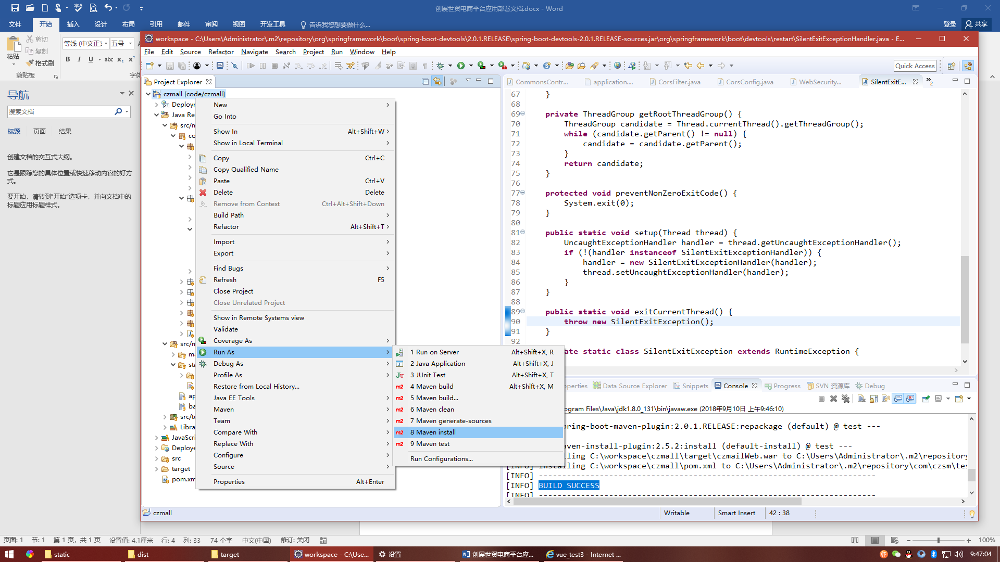 创展世贸电商平台应用部署文档.docx - Word
文件 开始 插入 设计 布局 引用 邮件 审阅 视图 开发工具 告诉我您想要做什么... 登录 共享
剪切
复制
格式刷
粘贴
剪贴板
等线 (中文正 五号
B I U abc X₂ X²
字体
导航
搜索文档
标题 页面 结果
创建文档的交互式大纲。
它是跟踪您的具体位置或快速移动内容的好方
式。
要开始，请转到"开始"选项卡，并向文档中的
标题应用标题样式。
workspace - C:\Users\Administrator\.m2\repository\org\springframework\boot\spring-boot-devtools\2.0.1.RELEASE\spring-boot-devtools-2.0.1.RELEASE-sources.jar\org\springframework\boot\devtools\restart\SilentExitExceptionHandler.java - E...
File Edit Source Refactor Navigate Search Project Run Window Help
Quick Access
Project Explorer
czmall [code/czmall]
Deployr
Java Re
src/m
co
src/m
ma
sta
ap
ba
src/te
Libra
JavaScri
Deploye
src
target
pom.xm
New
Go Into
Show In Alt+Shift+W
Show in Local Terminal
Copy Ctrl+C
Copy Qualified Name
Paste Ctrl+V
Delete Delete
Remove from Context Ctrl+Alt+Shift+Down
Build Path
Refactor Alt+Shift+T
Import
Export
Find Bugs
Refresh F5
Close Project
Close Unrelated Project
Show in Remote Systems view
Validate
Coverage As
Run As
Debug As
Profile As
Restore from Local History...
Java EE Tools
Maven
Team
Compare With
Replace With
Configure
Source
Properties Alt+Enter
1 Run on Server Alt+Shift+X, R
2 Java Application Alt+Shift+X, J
3 JUnit Test Alt+Shift+X, T
4 Maven build Alt+Shift+X, M
5 Maven build...
6 Maven clean
7 Maven generate-sources
8 Maven install
9 Maven test
Run Configurations...
CommonsContr... application.... CorsFilter.java CorsConfig.java WebSecurity... SilentExitE... »2
67 }
68
69 private ThreadGroup getRootThreadGroup() {
70 ThreadGroup candidate = Thread.currentThread().getThreadGroup();
71 while (candidate.getParent() != null) {
72 candidate = candidate.getParent();
73 }
74 return candidate;
75 }
76
77 protected void preventNonZeroExitCode() {
78 System.exit(0);
79 }
80
81 public static void setup(Thread thread) {
82 UncaughtExceptionHandler handler = thread.getUncaughtExceptionHandler();
83 if (!(handler instanceof SilentExitExceptionHandler)) {
84 handler = new SilentExitExceptionHandler(handler);
85 thread.setUncaughtExceptionHandler(handler);
86 }
87 }
88
89 public static void exitCurrentThread() {
90 throw new SilentExitException();
91 }
92
ate static class SilentExitException extends RuntimeException {
operties Data Source Explorer Snippets Console Progress SVN 资源库 Debug
ogram Files\Java\jdk1.8.0_131\bin\javaw.exe (2018年9月10日 上午9:46:10)
pring-boot-maven-plugin:2.0.1.RELEASE:repackage (default) @ test ---
aven-install-plugin:2.5.2:install (default-install) @ test ---
lling C:\workspace\czmall\target\czmailWeb.war to C:\Users\Administrator\.m2\repository
[INFO] Installing C:\workspace\czmall\pom.xml to C:\Users\Administrator\.m2\repository\com\czsm\tes
[INFO] ------------------------------------------------------------------------
[INFO] BUILD SUCCESS
[INFO] ------------------------------------------------------------------------
czmall Writable Smart Insert 42 : 38
页面: 1 节: 1 第 1 页，共 1 页 设置值: 4.1厘米 行: 4 列: 33 74 个字 中文(中国) 修订: 关闭 100%
static dist target workspace - C:\Use... 设置 创展世贸电商平台应... vue_test3 - Internet ... 9:47:04